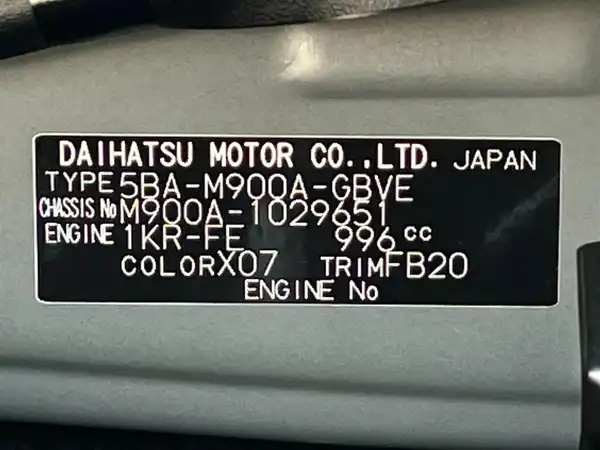 DAIHATSU MOTOR CO.,LTD. JAPAN
TYPE 5BA-M900A-GBVE
CHASSIS No M900A-1029651
ENGINE 1KR-FE 996 cc
COLOR X07 TRIM FB20
ENGINE No